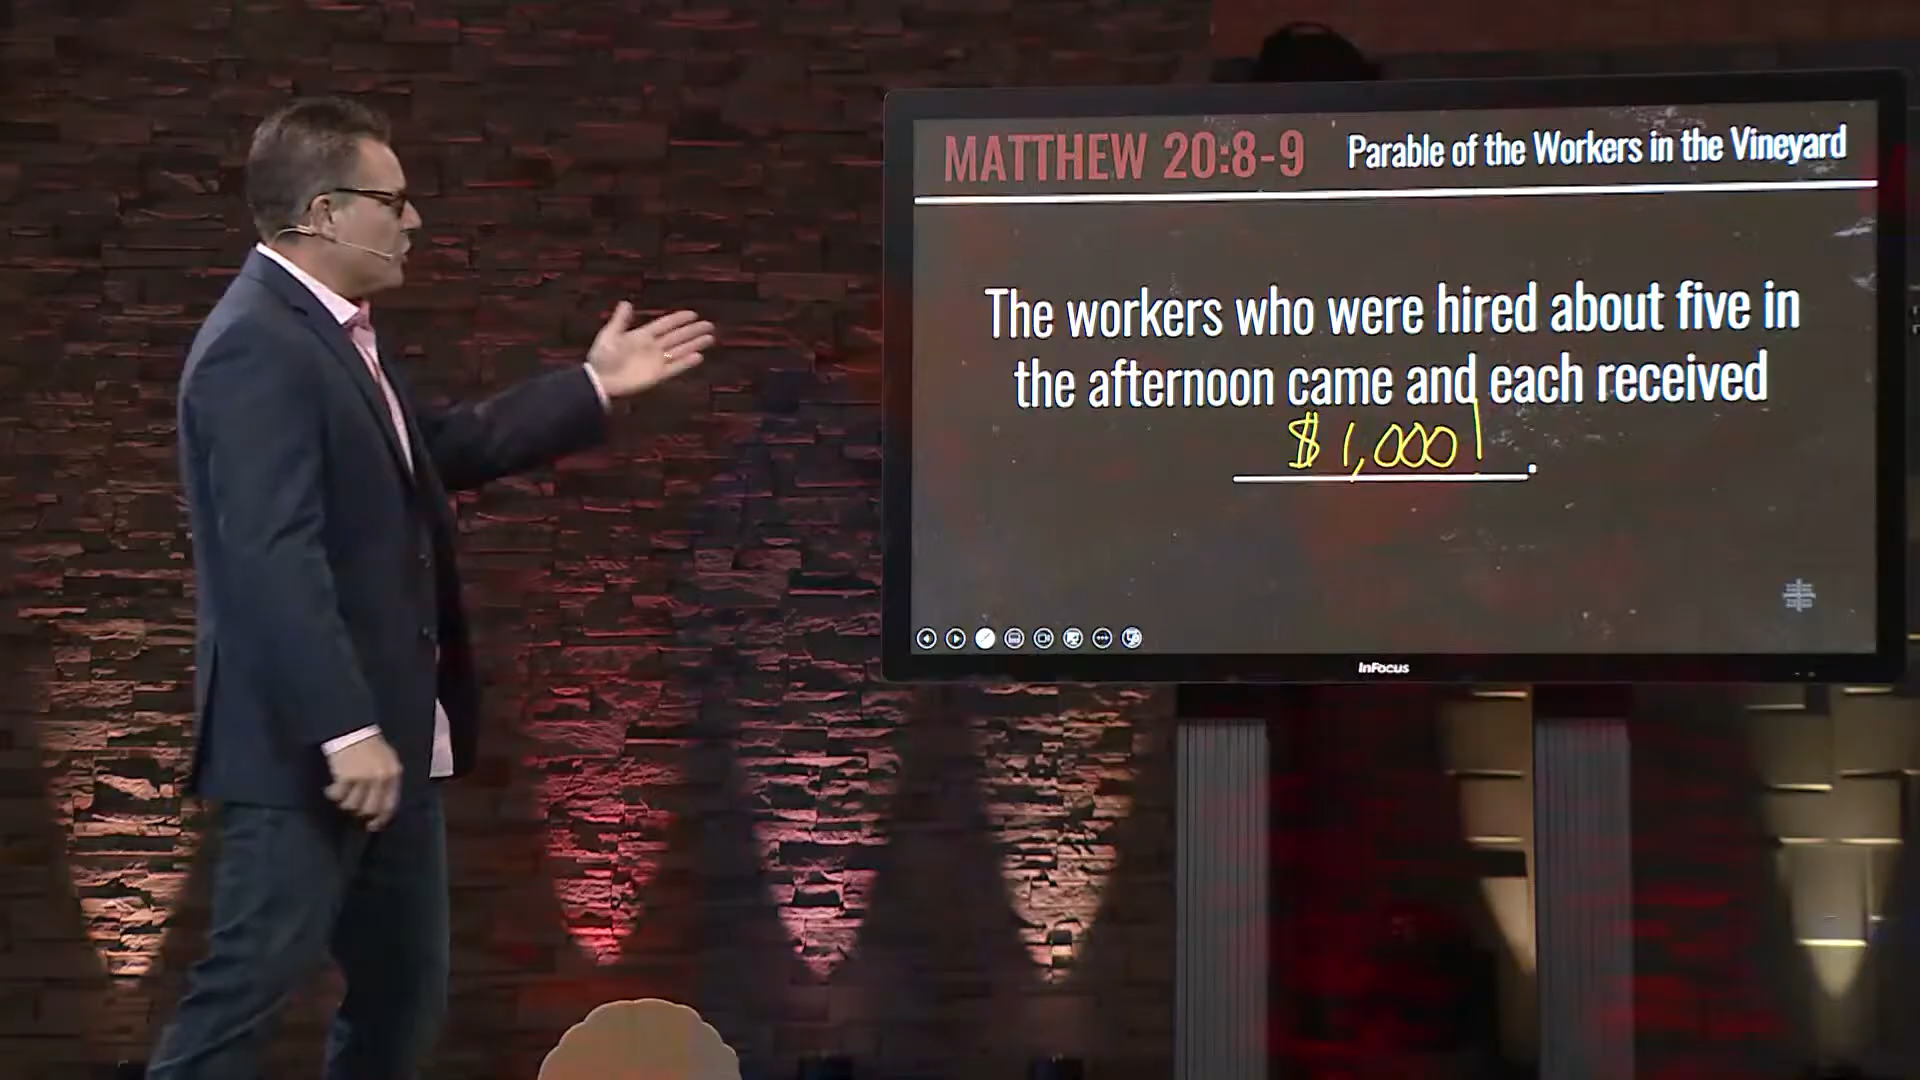 MATTHEW 20:8-9 Parable of the Workers in the Vineyard
The workers who were hired about five in
the afternoon came and each received
$1,000!
.
InFocus